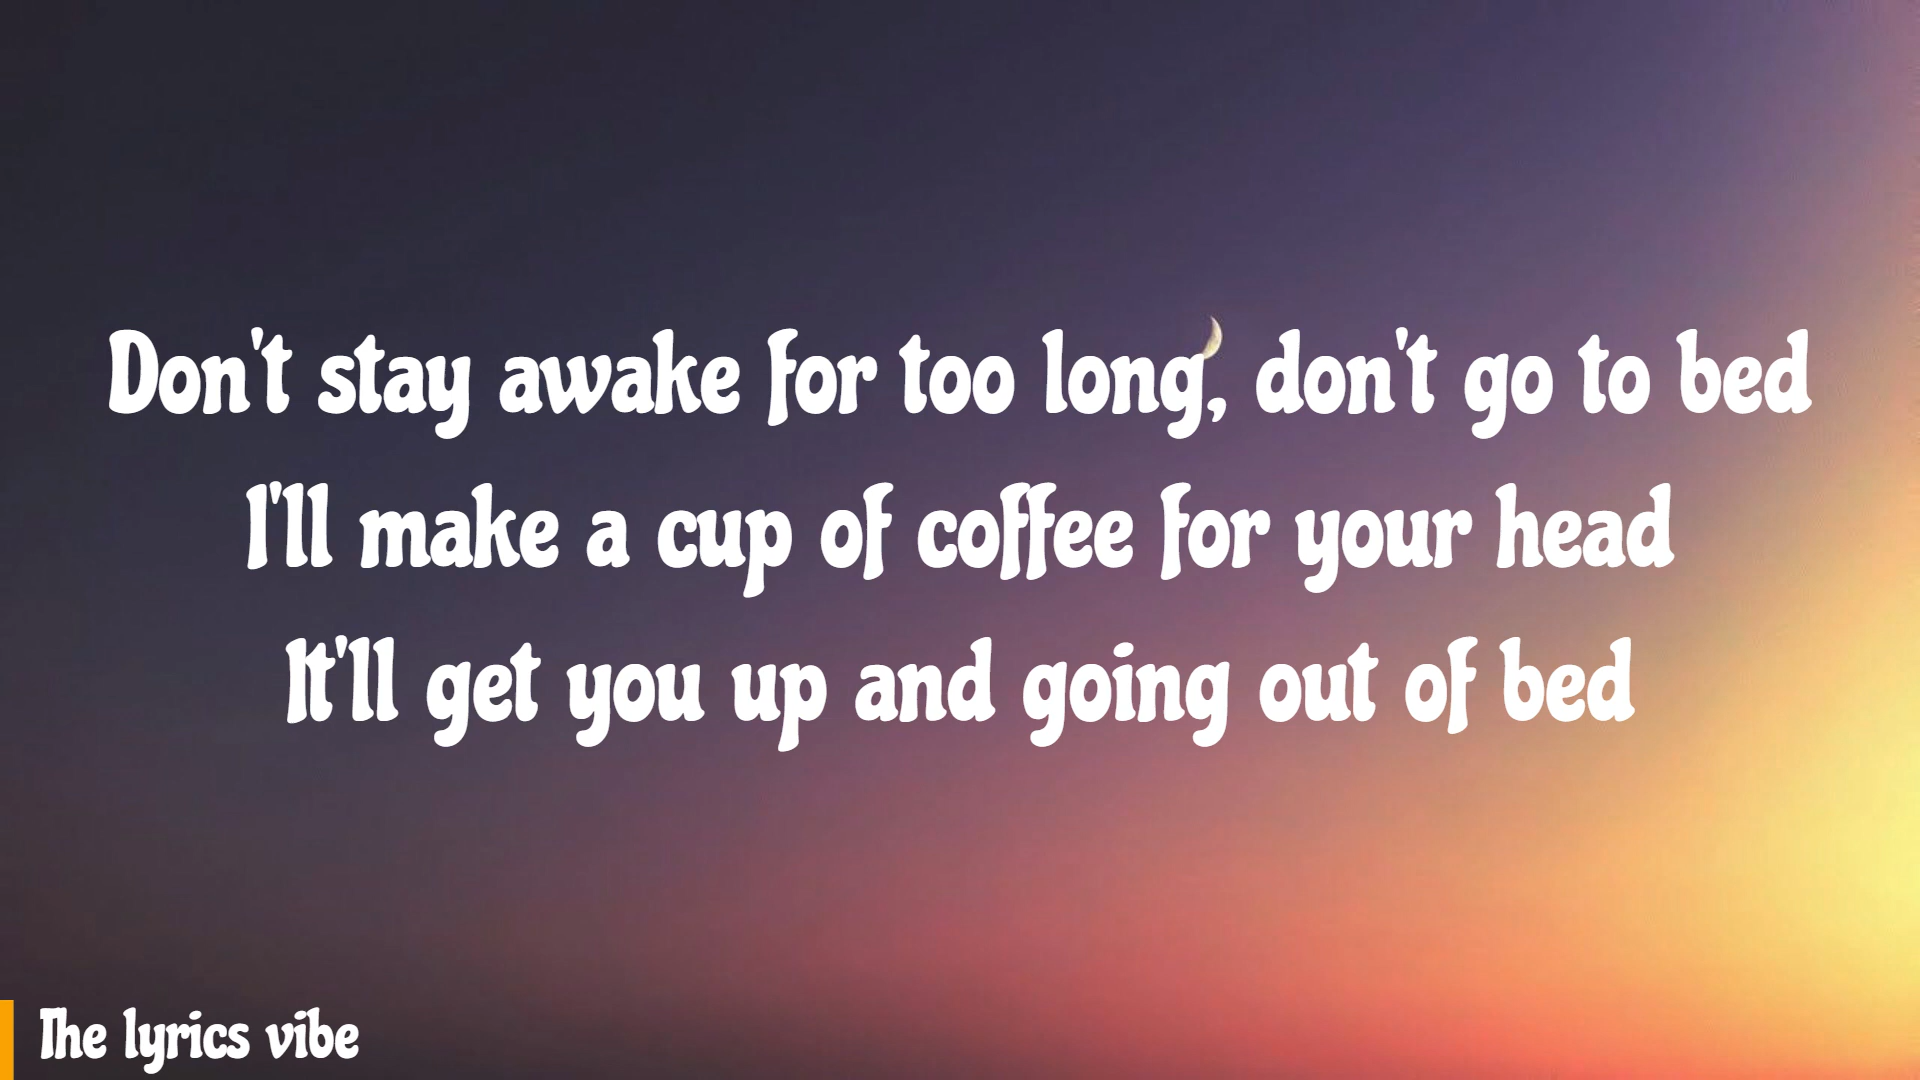 Don't stay awake for too long, don't go to bed
I'll make a cup of coffee for your head
It'll get you up and going out of bed
The lyrics vibe